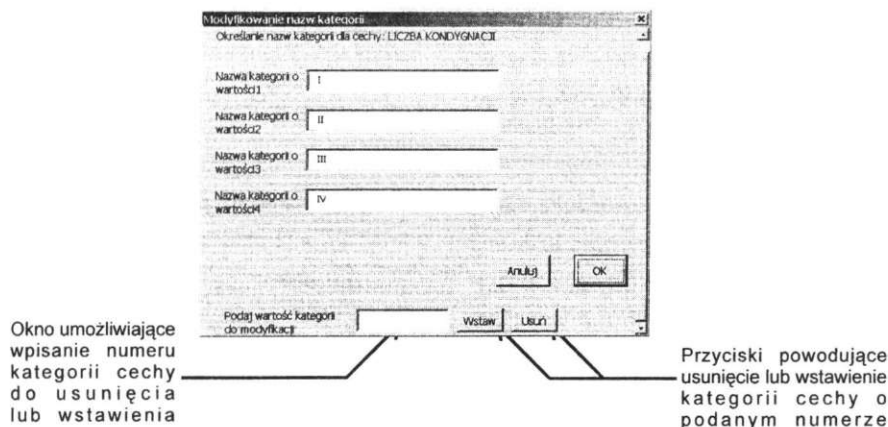 Modyfikowanie nazw kategorii
Określanie nazw kategorii dla cechy: LICZBA KONDYGNACJI
Nazwa kategorii o
wartości1
I
Nazwa kategorii o
wartości2
II
Nazwa kategorii o
wartości3
III
Nazwa kategorii o
wartości4
IV
Anuluj
OK
Podaj wartość kategorii
do modyfikacji
Wstaw
Usuń
Okno umożliwiające
wpisanie numeru
kategorii cechy
do usunięcia
lub wstawienia
Przyciski powodujące
usunięcie lub wstawienie
kategorii cechy o
podanym numerze